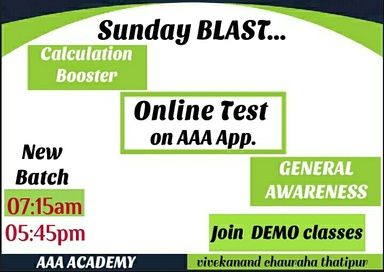 Sunday BLAST...
Calculation
Booster
Online Test
on AAA App.
New
Batch
07:15am
05:45pm
GENERAL
AWARENESS
Join DEMO classes
AAA ACADEMY
vivekanand chauraha thatipur